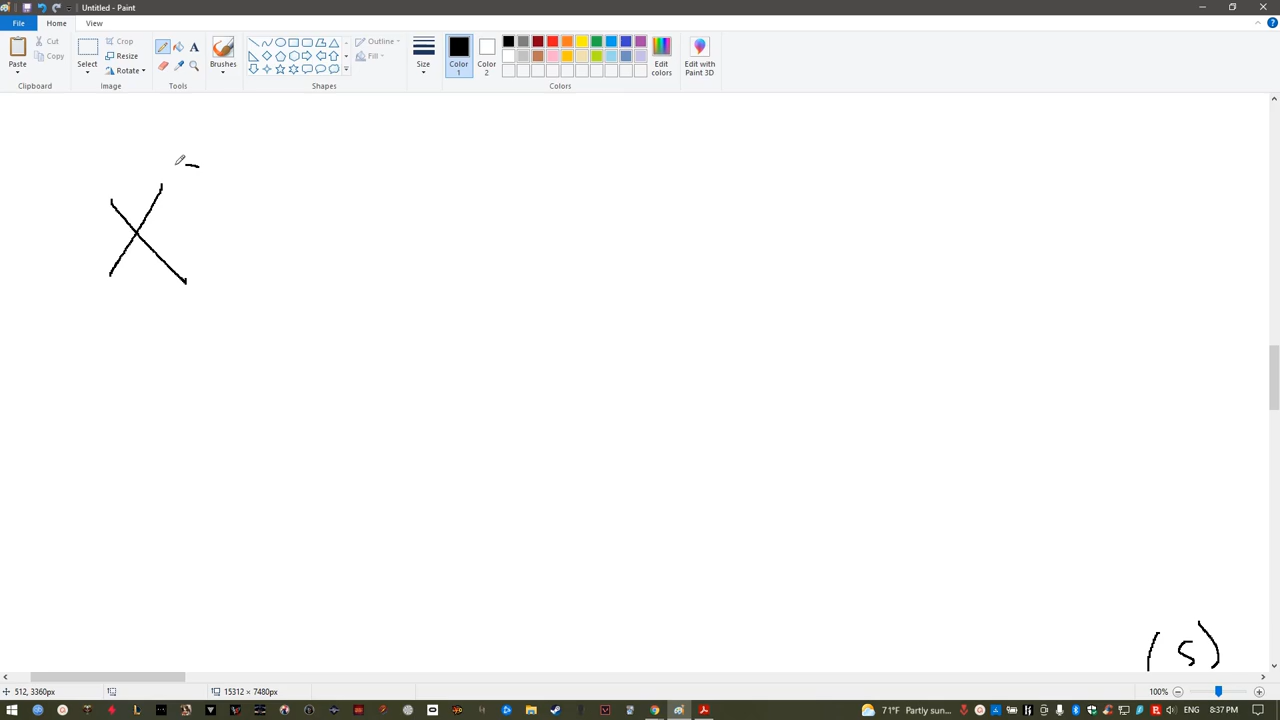 Untitled - Paint
File Home View
Paste
Cut
Copy
Clipboard
Select
Crop
Resize
Rotate
Image
Tools
Brushes
Outline
Fill
Shapes
Size
Color 1
Color 2
Edit colors
Edit with Paint 3D
Colors
X -
(5)
512, 3360px 15312 × 7480px 100%
71°F Partly sun... ENG 8:37 PM